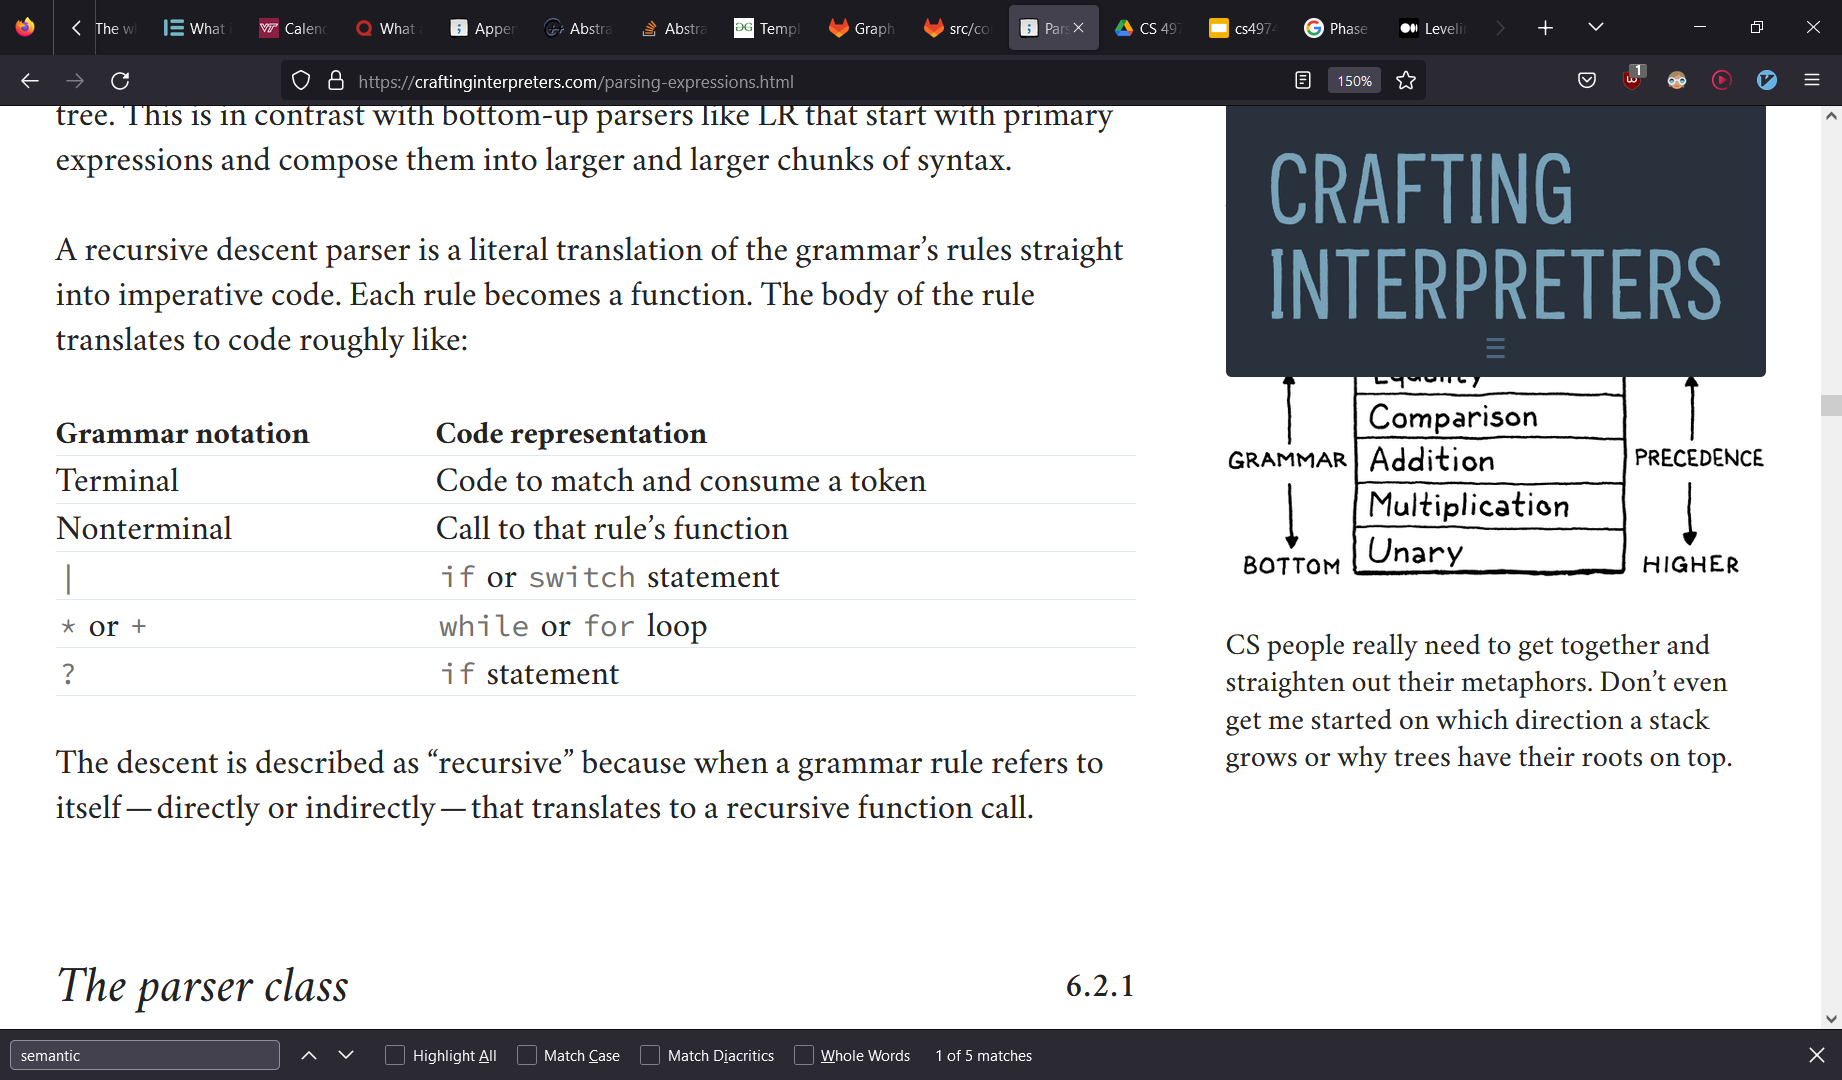 The w
What i
Calenc
What a
Apper
Abstra
Abstra
Templ
Graph
src/co
Pars
CS 497
cs4974
Phase
Levelin
https://craftinginterpreters.com/parsing-expressions.html
150%
1
tree. This is in contrast with bottom-up parsers like LR that start with primary
expressions and compose them into larger and larger chunks of syntax.
A recursive descent parser is a literal translation of the grammar’s rules straight
into imperative code. Each rule becomes a function. The body of the rule
translates to code roughly like:
Grammar notation Code representation
Terminal Code to match and consume a token
Nonterminal Call to that rule’s function
| if or switch statement
* or + while or for loop
? if statement
The descent is described as “recursive” because when a grammar rule refers to
itself—directly or indirectly—that translates to a recursive function call.
The parser class 6.2.1
CRAFTING
INTERPRETERS
Equality
Comparison
GRAMMAR Addition PRECEDENCE
Multiplication
Unary
BOTTOM HIGHER
CS people really need to get together and
straighten out their metaphors. Don’t even
get me started on which direction a stack
grows or why trees have their roots on top.
semantic Highlight All Match Case Match Diacritics Whole Words 1 of 5 matches